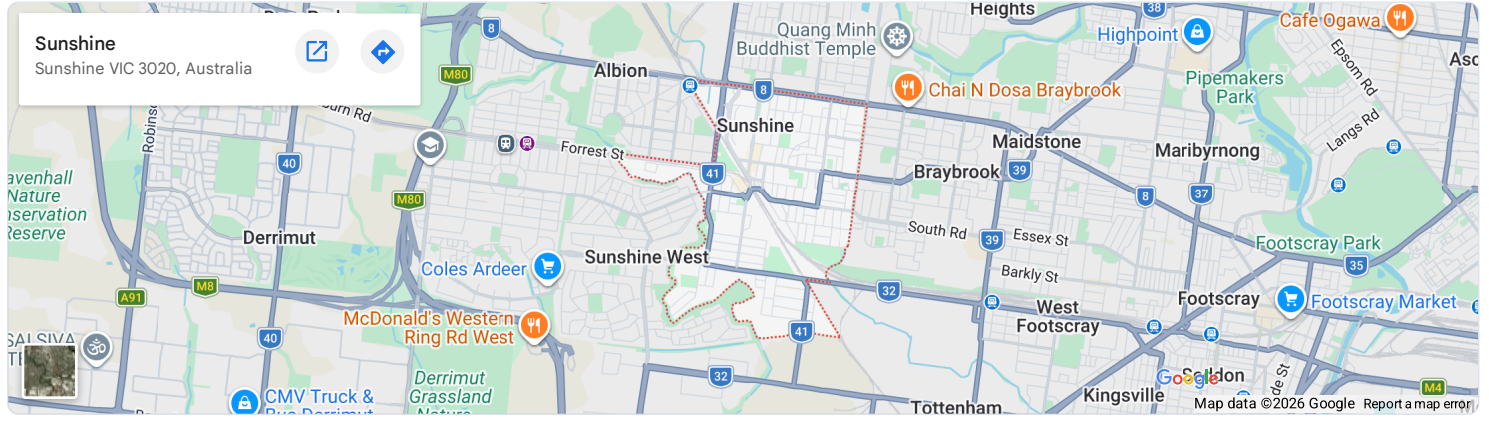 Sunshine
Sunshine VIC 3020, Australia
8
Heights
38
Cafe Ogawa
Quang Minh
Buddhist Temple
Highpoint
Epsom Rd
M80
Albion
8
Chai N Dosa Braybrook
Pipemakers
Park
Langs Rd
Sunshine
Forrest St
Maidstone
Maribyrnong
40
41
Braybrook
39
M80
8
37
Nature
Reserve
Derrimut
South Rd
39
Essex St
Footscray Park
35
Sunshine West
Coles Ardeer
Barkly St
M8
A91
32
West
Footscray
Footscray
Footscray Market
McDonald's Western
Ring Rd West
40
41
Derrimut
Grassland
32
Kingsville
Tottenham
CMV Truck &
Google
M4
Map data ©2026 Google
Report a map error